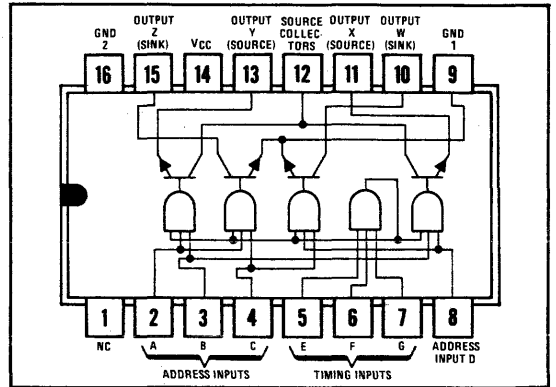 GND 2
OUTPUT Z (SINK)
VCC
OUTPUT Y (SOURCE)
SOURCE COLLEC- TORS
OUTPUT X (SOURCE)
OUTPUT W (SINK)
GND 1
16 15 14 13 12 11 10 9
1 2 3 4 5 6 7 8
NC A B C E F G ADDRESS INPUT D
ADDRESS INPUTS TIMING INPUTS